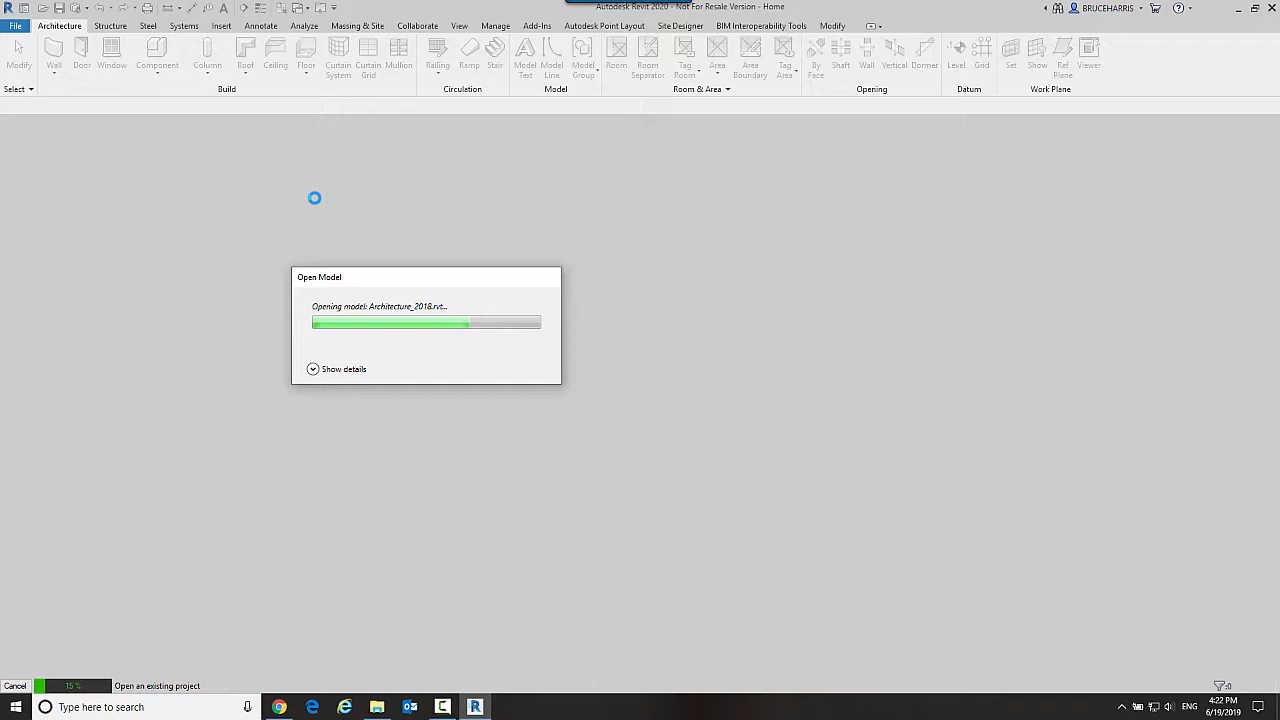 Autodesk Revit 2020 - Not For Resale Version - Home
BRUCEHARRIS
File Architecture Structure Steel Systems Insert Annotate Analyze Massing & Site Collaborate View Manage Add-Ins Autodesk Point Layout Site Designer BIM Interoperability Tools Modify
Modify Wall Door Window Component Column Roof Ceiling Floor Curtain System Curtain Grid Mullion Railing Ramp Stair Model Text Model Line Model Group Room Room Separator Tag Room Area Area Boundary Tag Area By Face Shaft Wall Vertical Dormer Level Grid Set Show Ref Plane Viewer
Select Build Circulation Model Room & Area Opening Datum Work Plane
Open Model
Opening model: Architecture_2018.rvt...
Show details
Cancel 15 % Open an existing project :0
Type here to search ENG 4:22 PM
6/19/2019